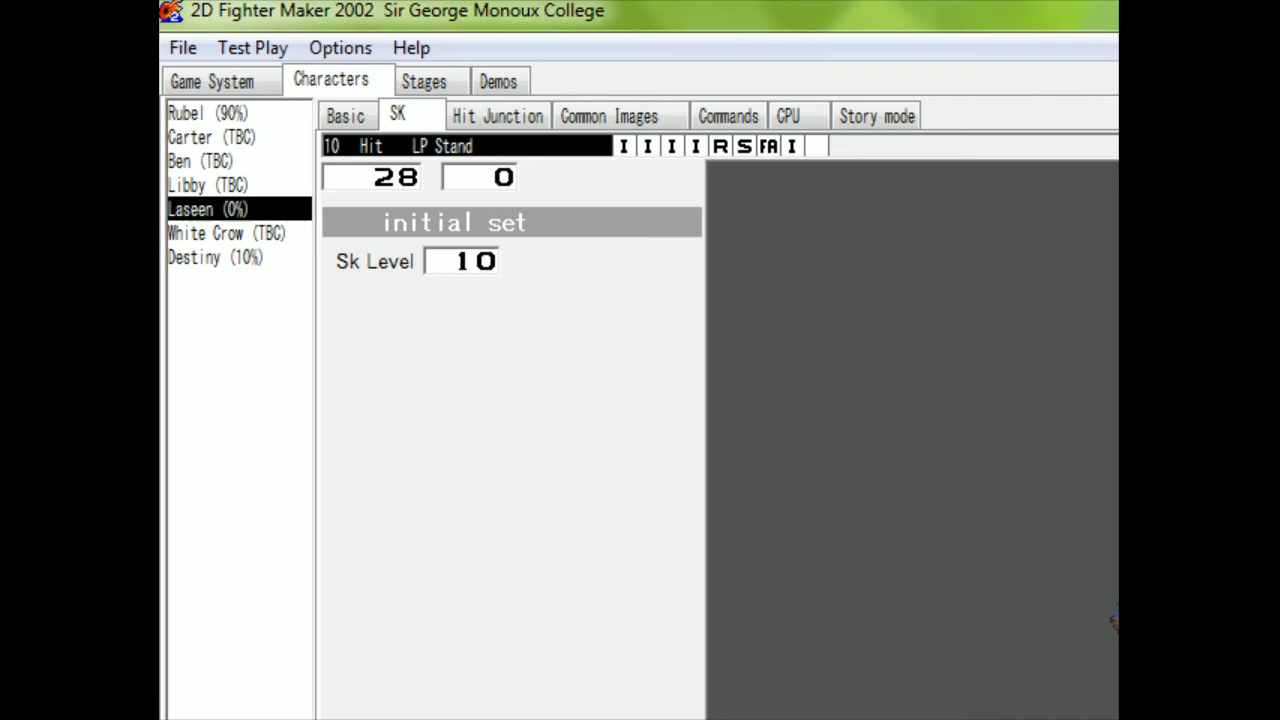 2D Fighter Maker 2002 Sir George Monoux College
File Test Play Options Help
Game System Characters Stages Demos
Rubel (90%)
Carter (TBC)
Ben (TBC)
Libby (TBC)
Laseen (0%)
White Crow (TBC)
Destiny (10%)
Basic SK Hit Junction Common Images Commands CPU Story mode
10 Hit LP Stand I I I I R S FA I
28 0
initial set
Sk Level 10